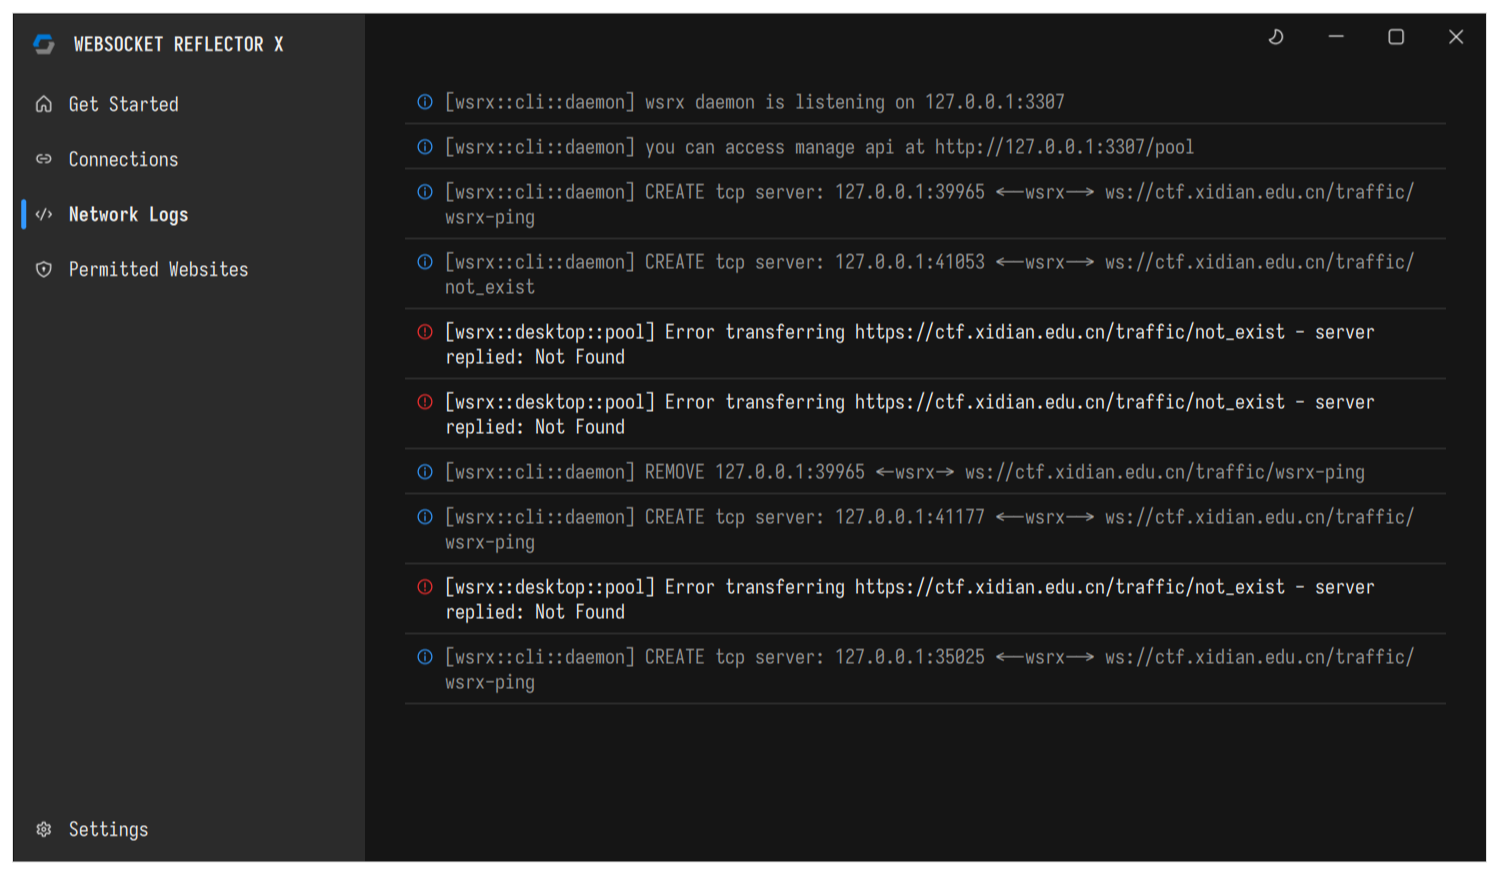 WEBSOCKET REFLECTOR X
Get Started
Connections
Network Logs
Permitted Websites
Settings
[wsrx::cli::daemon] wsrx daemon is listening on 127.0.0.1:3307
[wsrx::cli::daemon] you can access manage api at http://127.0.0.1:3307/pool
[wsrx::cli::daemon] CREATE tcp server: 127.0.0.1:39965 <--wsrx--> ws://ctf.xidian.edu.cn/traffic/
wsrx-ping
[wsrx::cli::daemon] CREATE tcp server: 127.0.0.1:41053 <--wsrx--> ws://ctf.xidian.edu.cn/traffic/
not_exist
[wsrx::desktop::pool] Error transferring https://ctf.xidian.edu.cn/traffic/not_exist - server
replied: Not Found
[wsrx::desktop::pool] Error transferring https://ctf.xidian.edu.cn/traffic/not_exist - server
replied: Not Found
[wsrx::cli::daemon] REMOVE 127.0.0.1:39965 <-wsrx-> ws://ctf.xidian.edu.cn/traffic/wsrx-ping
[wsrx::cli::daemon] CREATE tcp server: 127.0.0.1:41177 <--wsrx--> ws://ctf.xidian.edu.cn/traffic/
wsrx-ping
[wsrx::desktop::pool] Error transferring https://ctf.xidian.edu.cn/traffic/not_exist - server
replied: Not Found
[wsrx::cli::daemon] CREATE tcp server: 127.0.0.1:35025 <--wsrx--> ws://ctf.xidian.edu.cn/traffic/
wsrx-ping